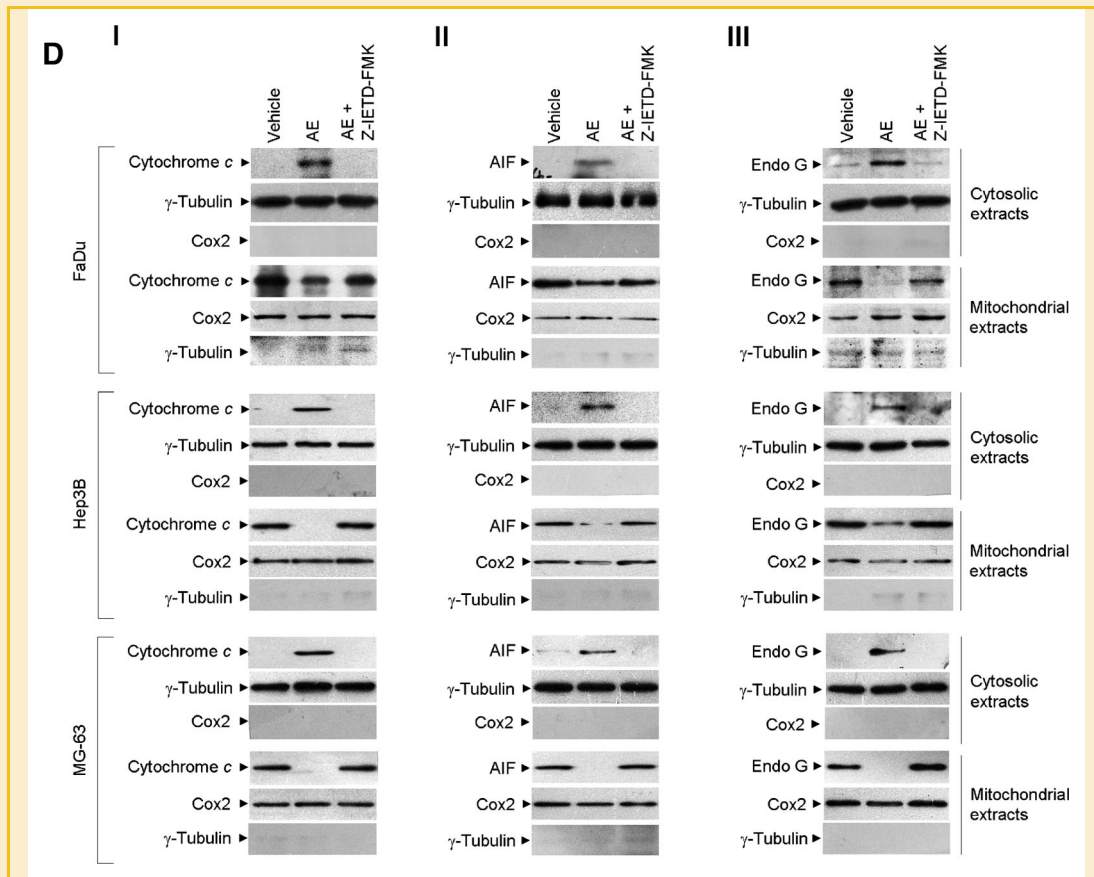 D
I
II
III
Vehicle
AE
AE +
Z-IETD-FMK
Vehicle
AE
AE +
Z-IETD-FMK
Vehicle
AE
AE +
Z-IETD-FMK
FaDu
Cytochrome c
AIF
Endo G
γ-Tubulin
γ-Tubulin
γ-Tubulin
Cox2
Cox2
Cox2
Cytosolic
extracts
Cytochrome c
AIF
Endo G
Cox2
Cox2
Cox2
γ-Tubulin
γ-Tubulin
γ-Tubulin
Mitochondrial
extracts
Hep3B
Cytochrome c
AIF
Endo G
γ-Tubulin
γ-Tubulin
γ-Tubulin
Cox2
Cox2
Cox2
Cytosolic
extracts
Cytochrome c
AIF
Endo G
Cox2
Cox2
Cox2
γ-Tubulin
γ-Tubulin
γ-Tubulin
Mitochondrial
extracts
MG-63
Cytochrome c
AIF
Endo G
γ-Tubulin
γ-Tubulin
γ-Tubulin
Cox2
Cox2
Cox2
Cytosolic
extracts
Cytochrome c
AIF
Endo G
Cox2
Cox2
Cox2
γ-Tubulin
γ-Tubulin
γ-Tubulin
Mitochondrial
extracts